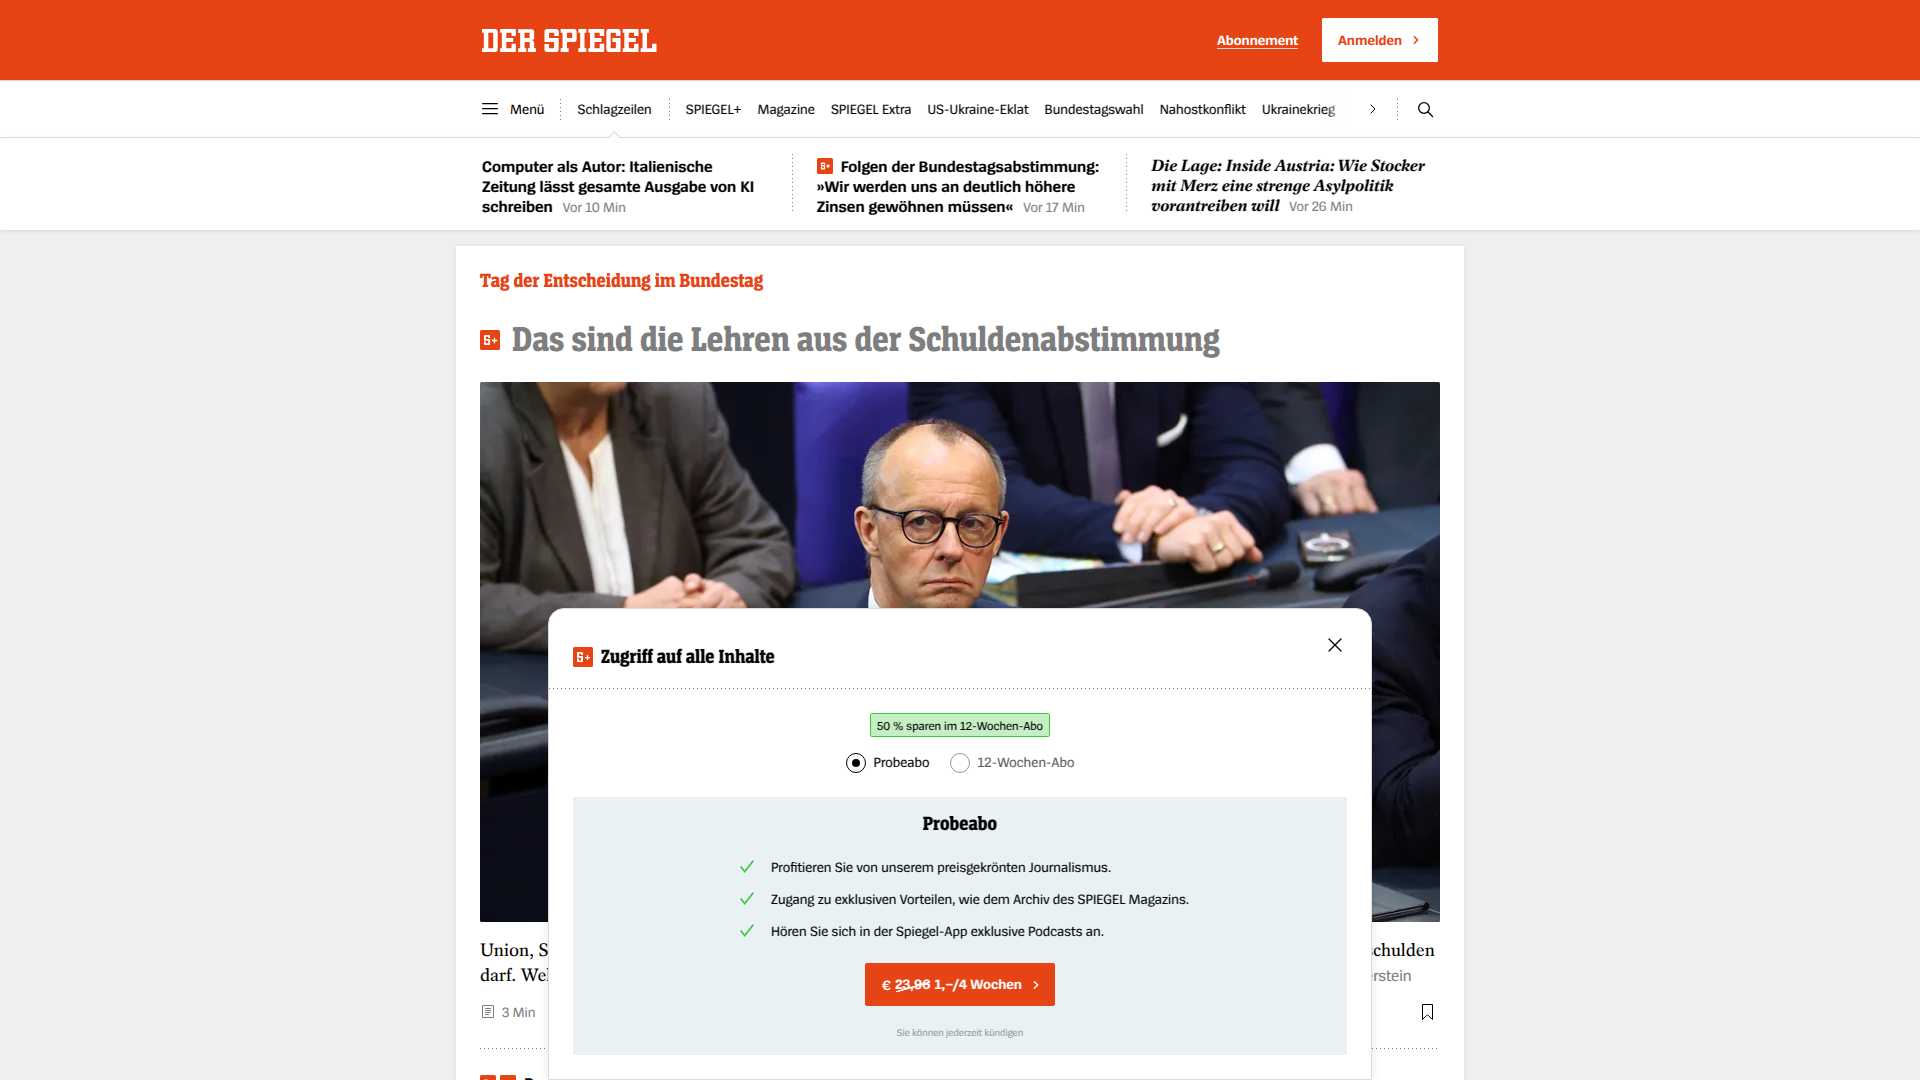 DER SPIEGEL
Abonnement
Anmelden
Menü
Schlagzeilen
SPIEGEL+
Magazine
SPIEGEL Extra
US-Ukraine-Eklat
Bundestagswahl
Nahostkonflikt
Ukrainekrieg
Computer als Autor: Italienische
Zeitung lässt gesamte Ausgabe von KI
schreiben Vor 10 Min
S+ Folgen der Bundestagsabstimmung:
»Wir werden uns an deutlich höhere
Zinsen gewöhnen müssen« Vor 17 Min
Die Lage: Inside Austria: Wie Stocker
mit Merz eine strenge Asylpolitik
vorantreiben will Vor 26 Min
Tag der Entscheidung im Bundestag
S+ Das sind die Lehren aus der Schuldenabstimmung
S+ Zugriff auf alle Inhalte
50 % sparen im 12-Wochen-Abo
Probeabo
12-Wochen-Abo
Probeabo
Profitieren Sie von unserem preisgekrönten Journalismus.
Zugang zu exklusiven Vorteilen, wie dem Archiv des SPIEGEL Magazins.
Hören Sie sich in der Spiegel-App exklusive Podcasts an.
€ 23,96 1,–/4 Wochen
Sie können jederzeit kündigen
Union, S
chulden
darf. We
rstein
3 Min